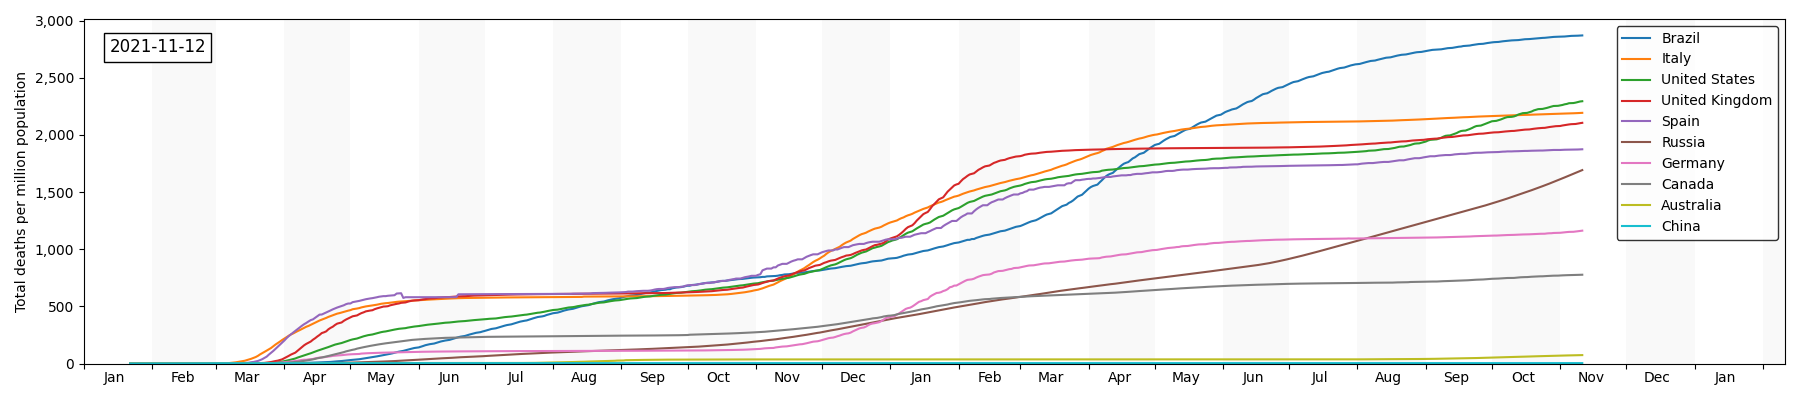 3,000
2,500
2,000
1,500
1,000
500
0
Total deaths per million population
2021-11-12
Brazil
Italy
United States
United Kingdom
Spain
Russia
Germany
Canada
Australia
China
Jan Feb Mar Apr May Jun Jul Aug Sep Oct Nov Dec Jan Feb Mar Apr May Jun Jul Aug Sep Oct Nov Dec Jan